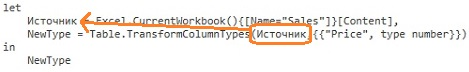 let
    Источник = Excel.CurrentWorkbook(){[Name="Sales"]}[Content],
    NewType = Table.TransformColumnTypes(Источник,{{"Price", type number}})
in
    NewType